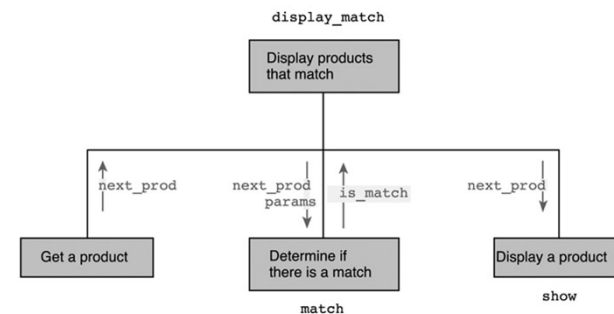 display_match
Display products
that match
next_prod
next_prod
params
is_match
next_prod
Get a product
Determine if
there is a match
Display a product
match
show